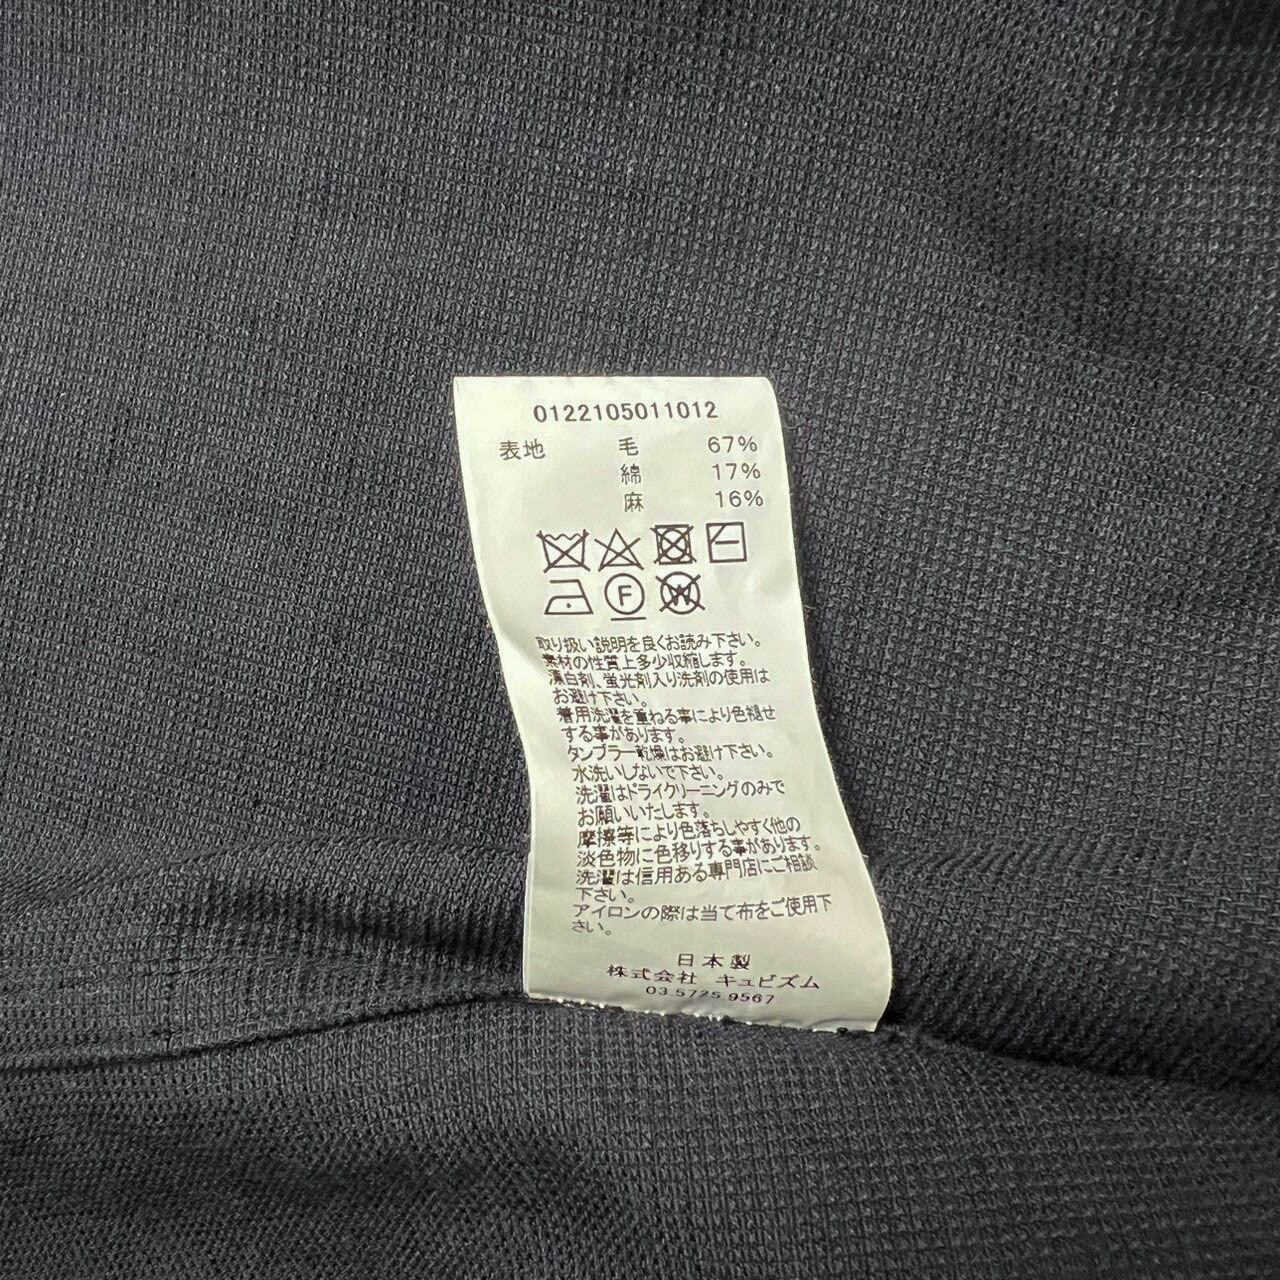 0122105011012
表地 毛 67%
綿 17%
麻 16%
F W
取り扱い説明を良くお読み下さい。
素材の性質上多少収縮します。
漂白剤、蛍光剤入り洗剤の使用は
お避け下さい。
着用洗濯を重ねる事により色褪せ
する事があります。
タンブラー乾燥はお避け下さい。
水洗いしないで下さい。
洗濯はドライクリーニングのみで
お願いいたします。
摩擦等により色落ちしやすく他の
淡色物に色移りする事があります。
洗濯は信用ある専門店にご相談
下さい。
アイロンの際は当て布をご使用下
さい。
日本製
株式会社 キュビズム
03 5725 9567